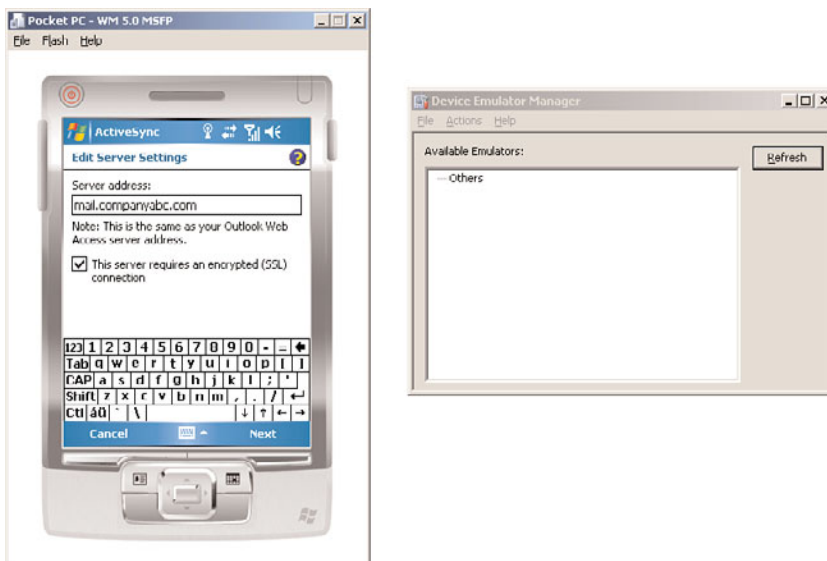 Pocket PC - WM 5.0 MSFP
File Flash Help
ActiveSync
Edit Server Settings
?
Server address:
mail.companyabc.com
Note: This is the same as your Outlook Web
Access server address.
This server requires an encrypted (SSL)
connection
123 1 2 3 4 5 6 7 8 9 0 - =
Tab q w e r t y u i o p [ ]
CAP a s d f g h j k l ; '
Shift z x c v b n m , . /
Ctl áü ` \
Cancel Next
Device Emulator Manager
File Actions Help
Available Emulators:
Refresh
Others